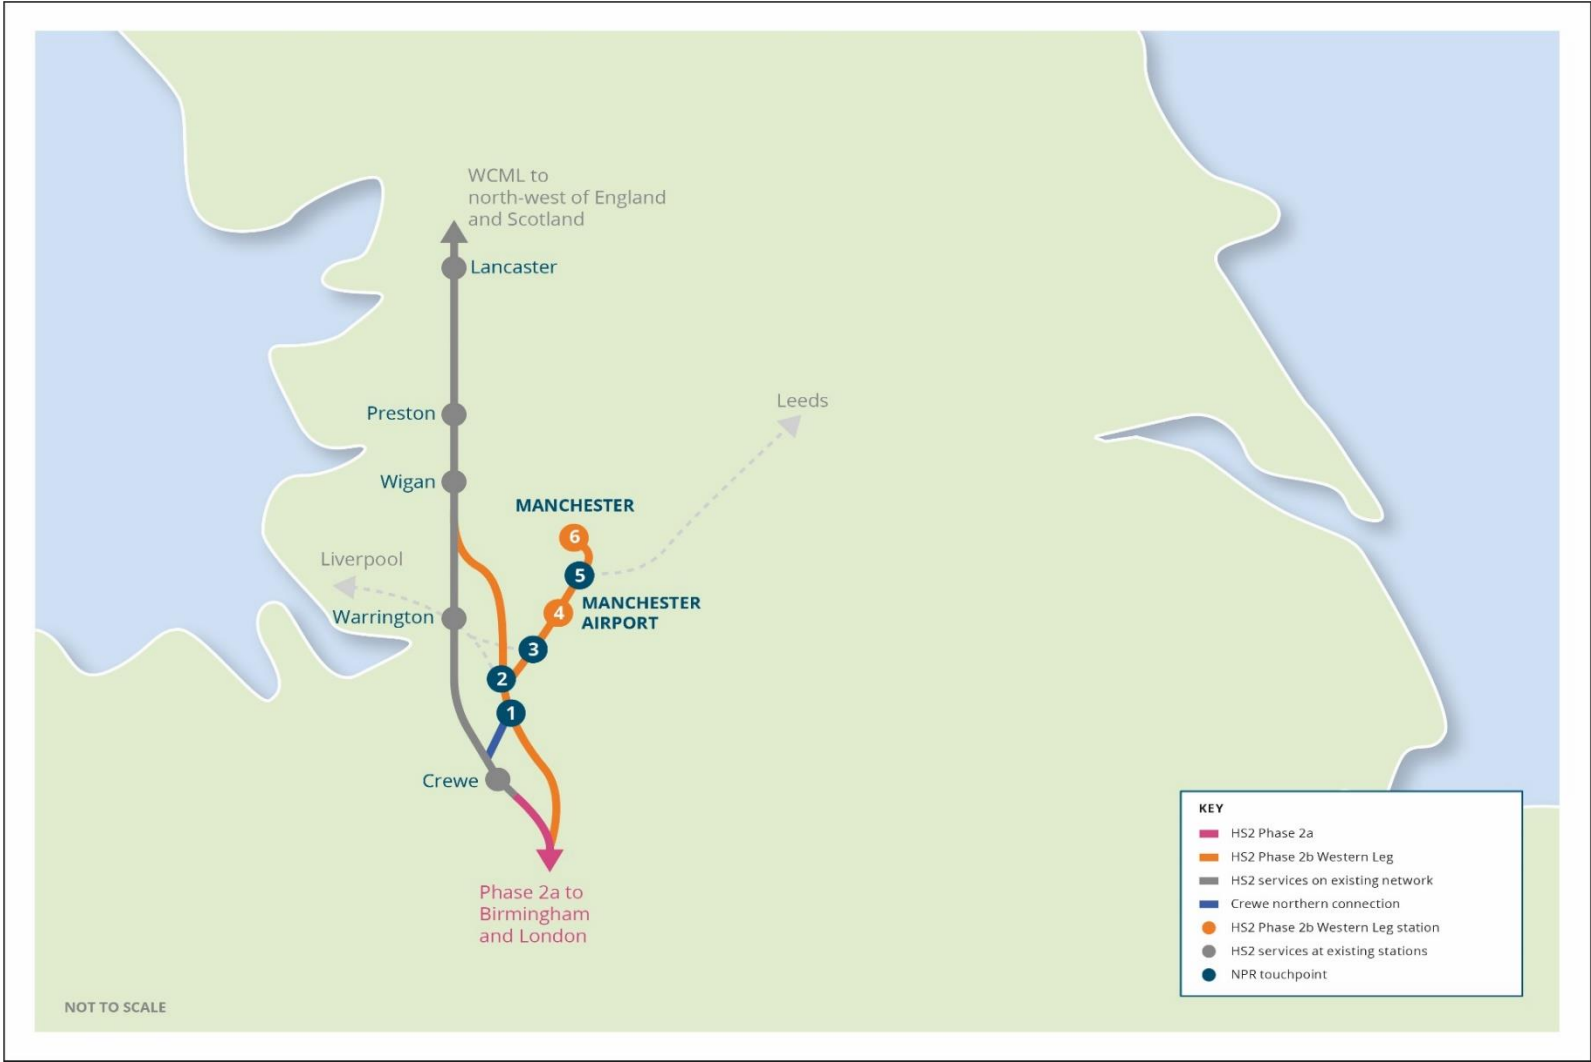 WCML to
north-west of England
and Scotland
Lancaster
Preston
Leeds
Wigan
MANCHESTER
6
Liverpool
5
MANCHESTER
AIRPORT
4
Warrington
3
2
1
Crewe
Phase 2a to
Birmingham
and London
KEY
HS2 Phase 2a
HS2 Phase 2b Western Leg
HS2 services on existing network
Crewe northern connection
HS2 Phase 2b Western Leg station
HS2 services at existing stations
NPR touchpoint
NOT TO SCALE